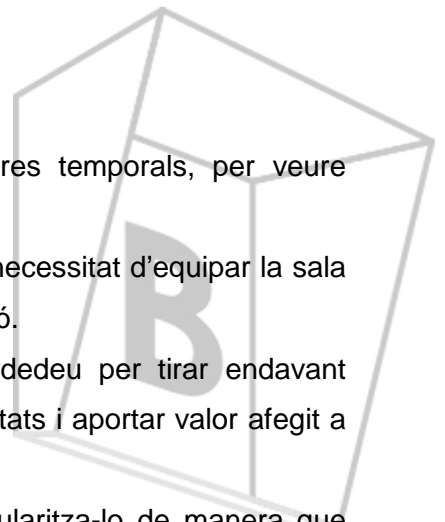 res temporals, per veure
necessitat d'equipar la sala
ó.
dedeu per tirar endavant
tats i aportar valor afegit a
ularitza-lo de manera que
B